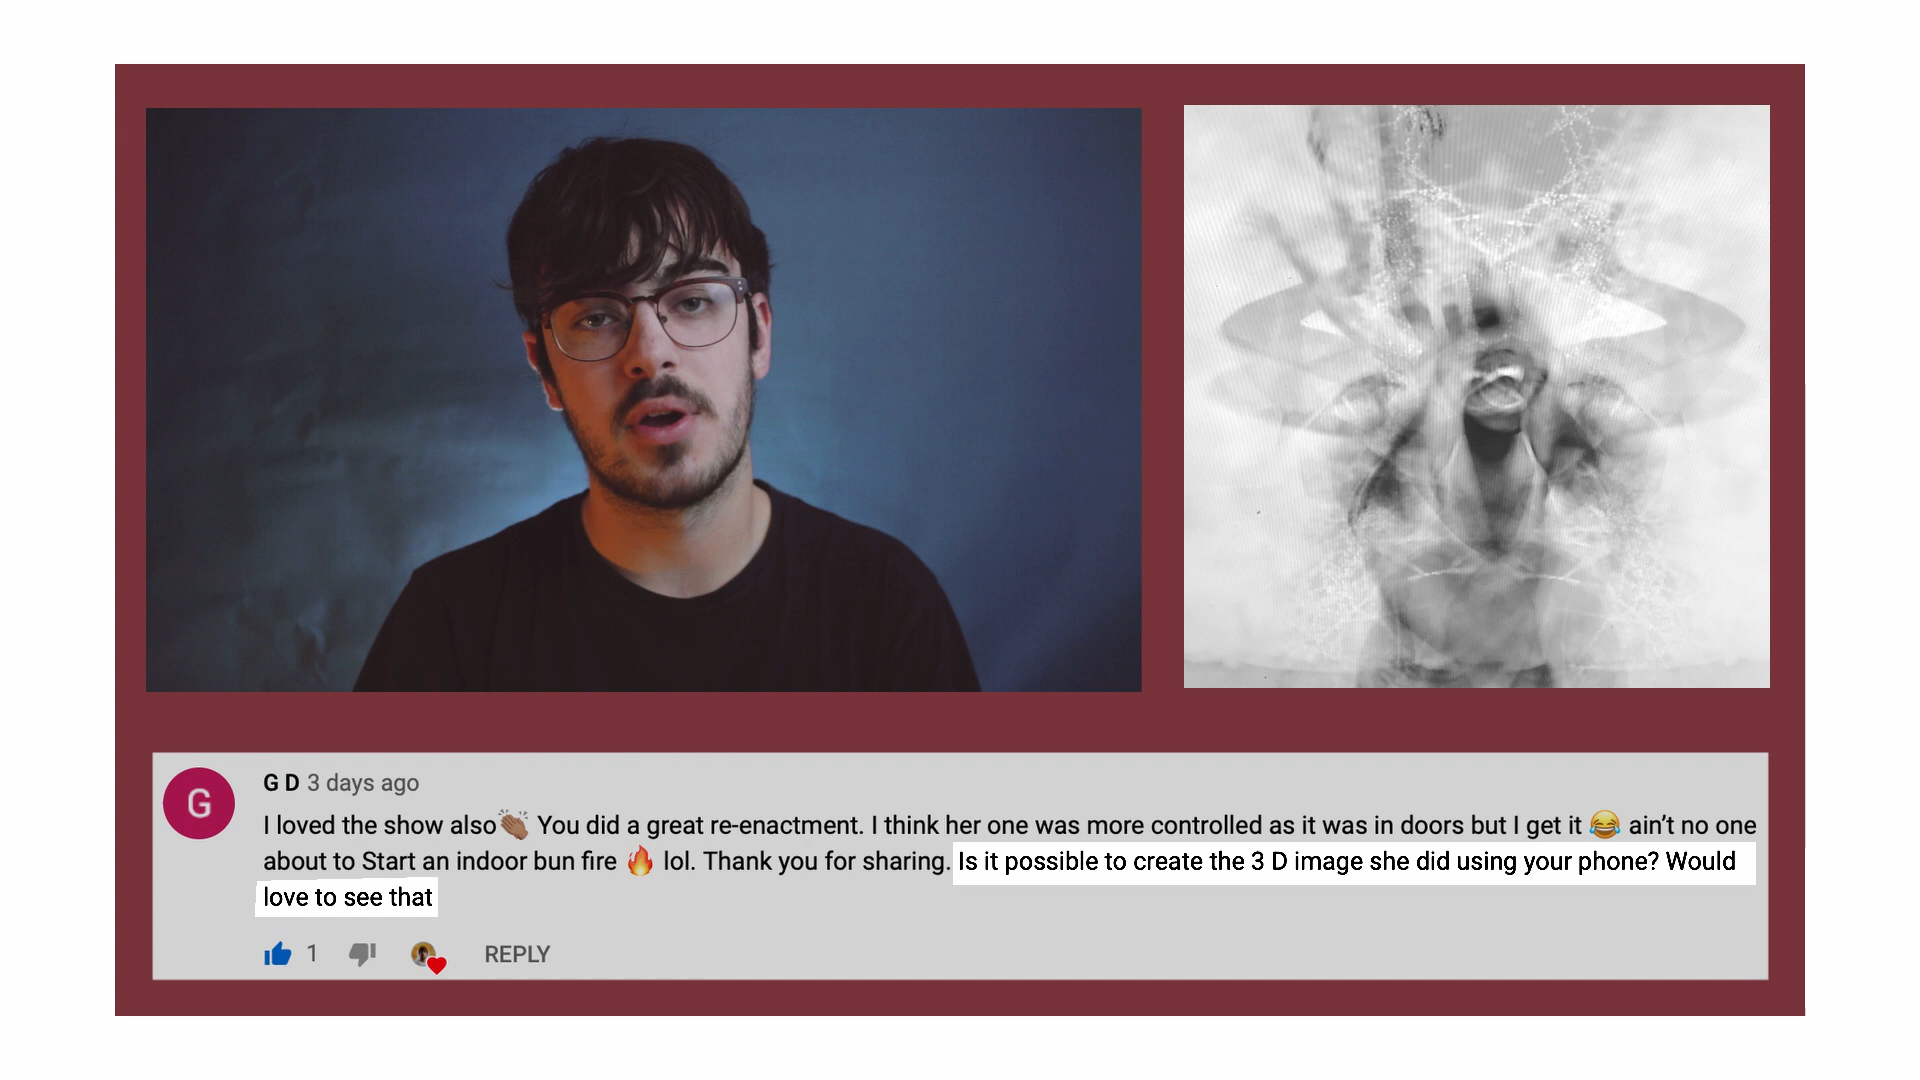 G
G D 3 days ago
I loved the show also👏🏽 You did a great re-enactment. I think her one was more controlled as it was in doors but I get it 😂 ain’t no one
about to Start an indoor bun fire 🔥 lol. Thank you for sharing. Is it possible to create the 3 D image she did using your phone? Would
love to see that
1 REPLY